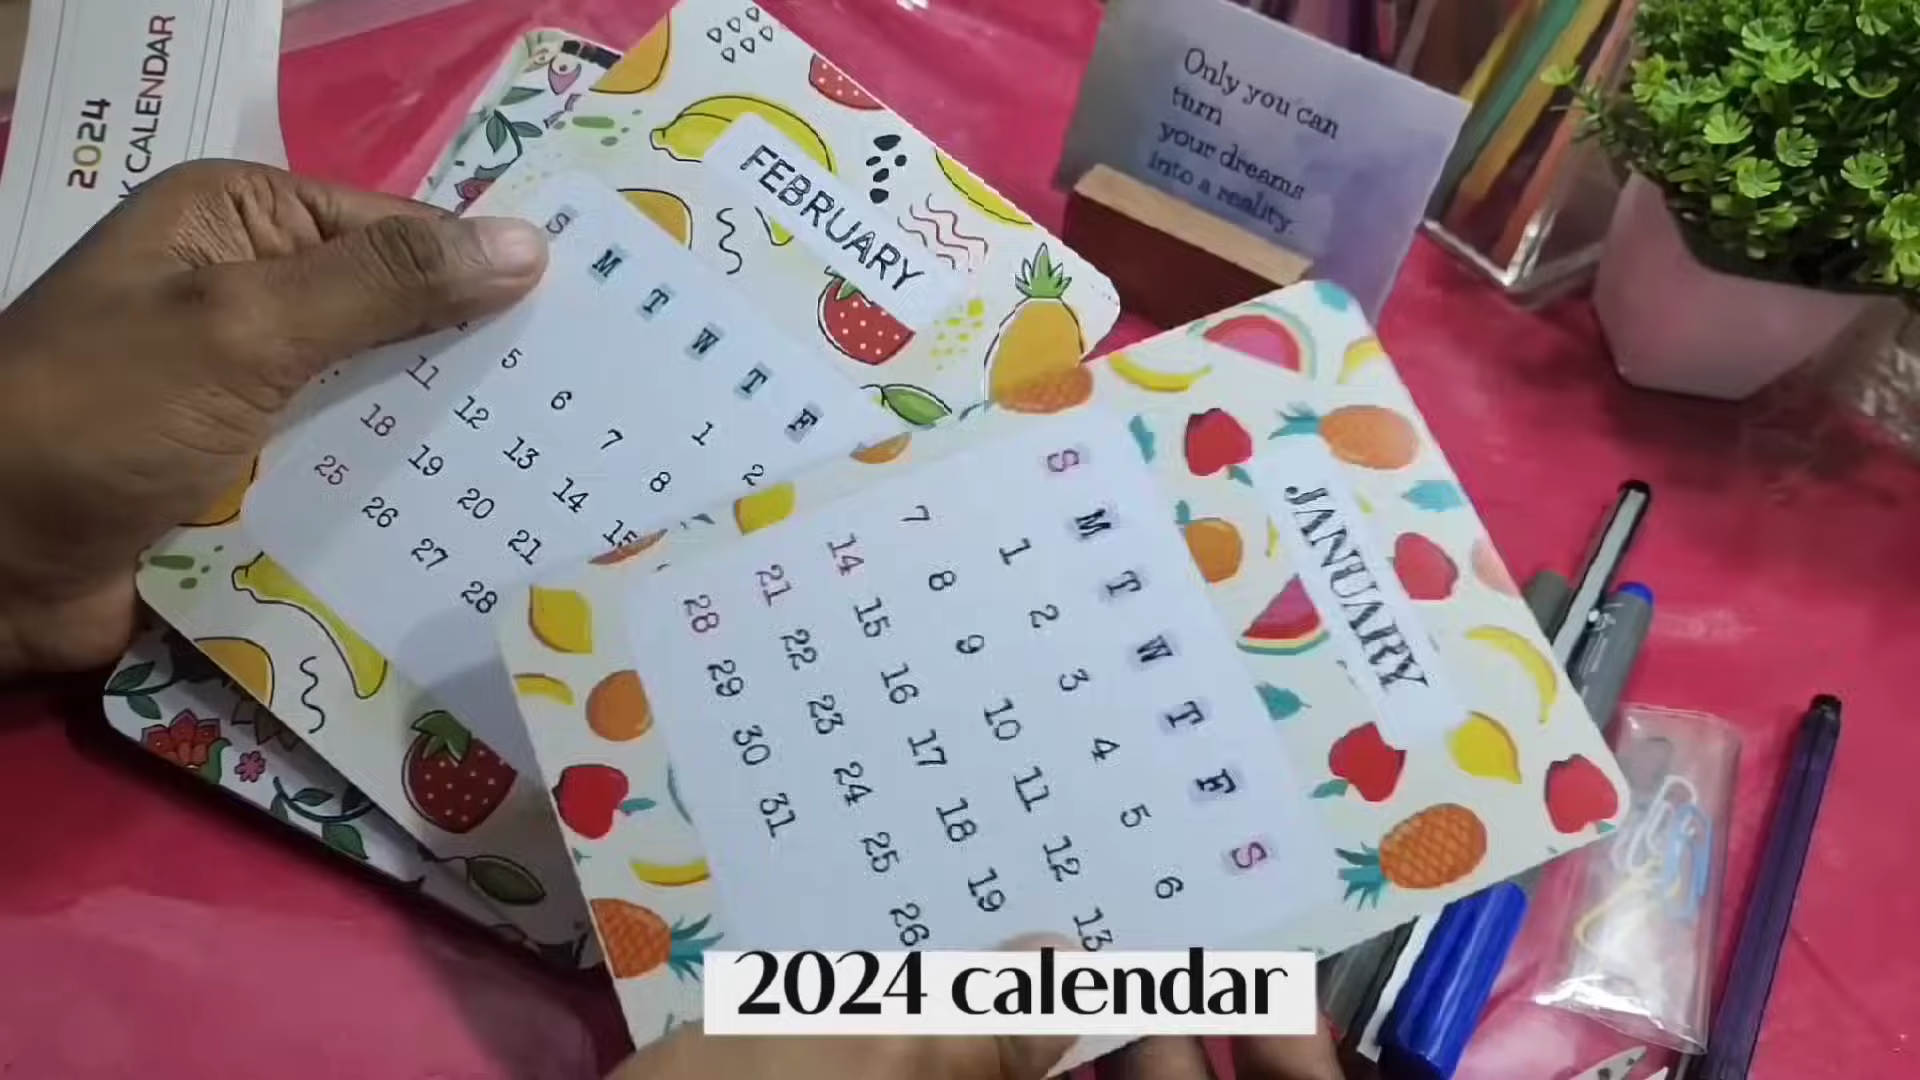 2024
CALENDAR
Only you can
turn
your dreams
into a reality.
FEBRUARY
S M T W T F
1 2
5 6 7 8
11 12 13 14 15
18 19 20 21
25 26 27 28
JANUARY
S M T W T F S
1 2 3 4 5 6
7 8 9 10 11 12 13
14 15 16 17 18 19
21 22 23 24 25 26
28 29 30 31
2024 calendar